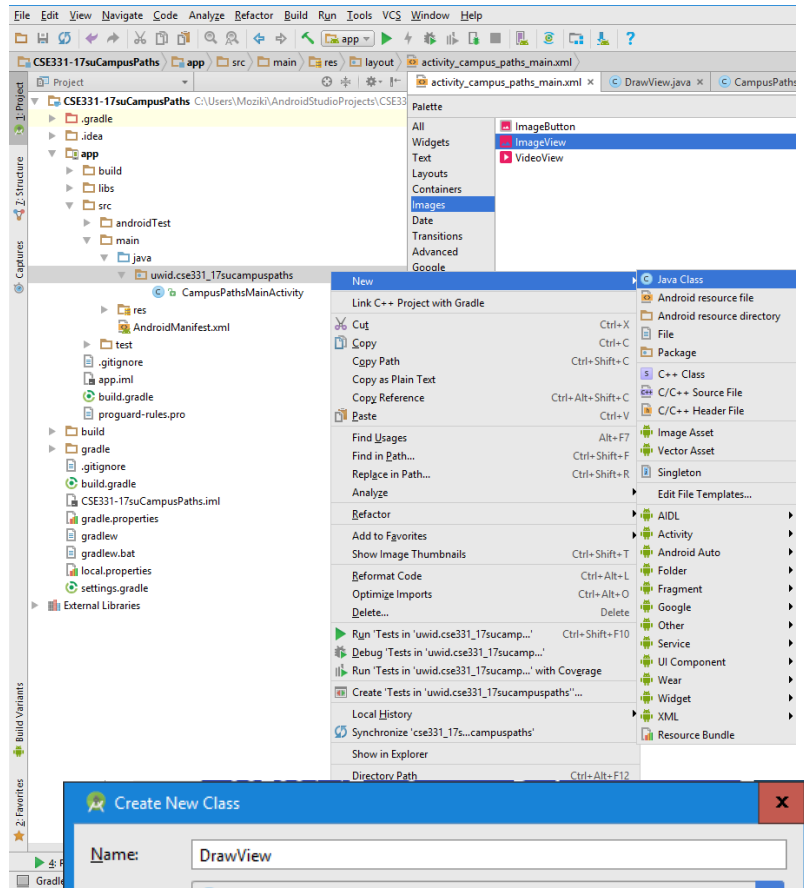 File Edit View Navigate Code Analyze Refactor Build Run Tools VCS Window Help
app
CSE331-17suCampusPaths app src main res layout activity_campus_paths_main.xml
1: Project
7: Structure
Captures
Build Variants
2: Favorites
Project
CSE331-17suCampusPaths C:\Users\Moziki\AndroidStudioProjects\CSE33
.gradle
.idea
app
build
libs
src
androidTest
main
java
uwid.cse331_17sucampuspaths
CampusPathsMainActivity
res
AndroidManifest.xml
test
.gitignore
app.iml
build.gradle
proguard-rules.pro
build
gradle
.gitignore
build.gradle
CSE331-17suCampusPaths.iml
gradle.properties
gradlew
gradlew.bat
local.properties
settings.gradle
External Libraries
activity_campus_paths_main.xml DrawView.java CampusPaths
Palette
All
Widgets
Text
Layouts
Containers
Images
Date
Transitions
Advanced
Google
ImageButton
ImageView
VideoView
New
Link C++ Project with Gradle
Cut Ctrl+X
Copy Ctrl+C
Copy Path Ctrl+Shift+C
Copy as Plain Text
Copy Reference Ctrl+Alt+Shift+C
Paste Ctrl+V
Find Usages Alt+F7
Find in Path... Ctrl+Shift+F
Replace in Path... Ctrl+Shift+R
Analyze
Refactor
Add to Favorites
Show Image Thumbnails Ctrl+Shift+T
Reformat Code Ctrl+Alt+L
Optimize Imports Ctrl+Alt+O
Delete... Delete
Run 'Tests in 'uwid.cse331_17sucamp...' Ctrl+Shift+F10
Debug 'Tests in 'uwid.cse331_17sucamp...'
Run 'Tests in 'uwid.cse331_17sucamp...' with Coverage
Create 'Tests in 'uwid.cse331_17sucampuspaths''...
Local History
Synchronize 'cse331_17s...campuspaths'
Show in Explorer
Directory Path Ctrl+Alt+F12
Java Class
Android resource file
Android resource directory
File
Package
C++ Class
C/C++ Source File
C/C++ Header File
Image Asset
Vector Asset
Singleton
Edit File Templates...
AIDL
Activity
Android Auto
Folder
Fragment
Google
Other
Service
UI Component
Wear
Widget
XML
Resource Bundle
Create New Class
Name: DrawView
4: 
Gradle